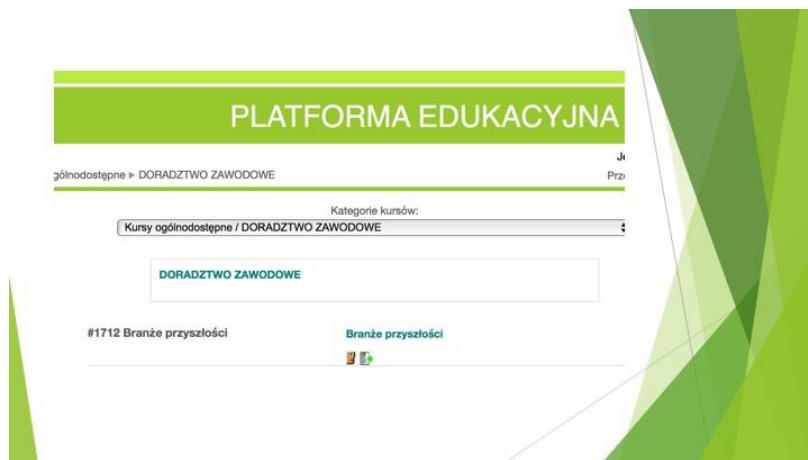 PLATFORMA EDUKACYJNA
gólnodostępne ► DORADZTWO ZAWODOWE
Kategorie kursów:
Kursy ogólnodostępne / DORADZTWO ZAWODOWE
DORADZTWO ZAWODOWE
#1712 Branże przyszłości Branże przyszłości